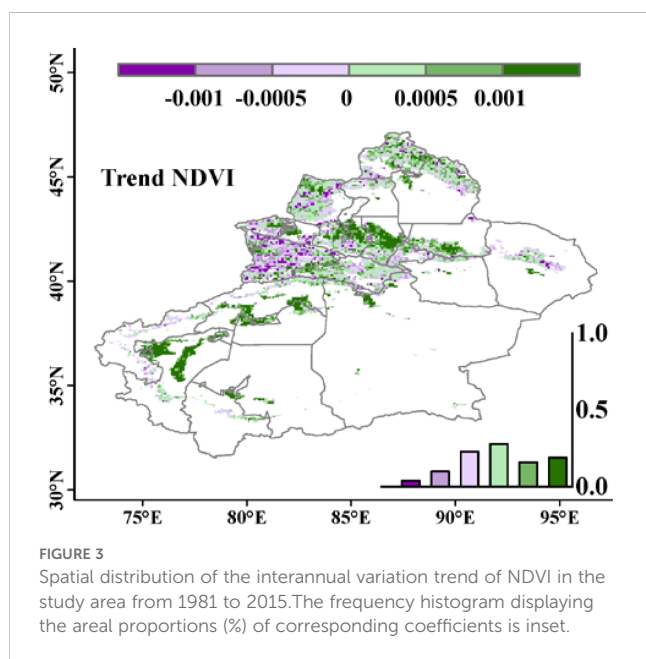 50°N
45°N
40°N
35°N
30°N
-0.001 -0.0005 0 0.0005 0.001
Trend NDVI
1.0
0.5
0.0
75°E 80°E 85°E 90°E 95°E
FIGURE 3
Spatial distribution of the interannual variation trend of NDVI in the
study area from 1981 to 2015.The frequency histogram displaying
the areal proportions (%) of corresponding coefficients is inset.